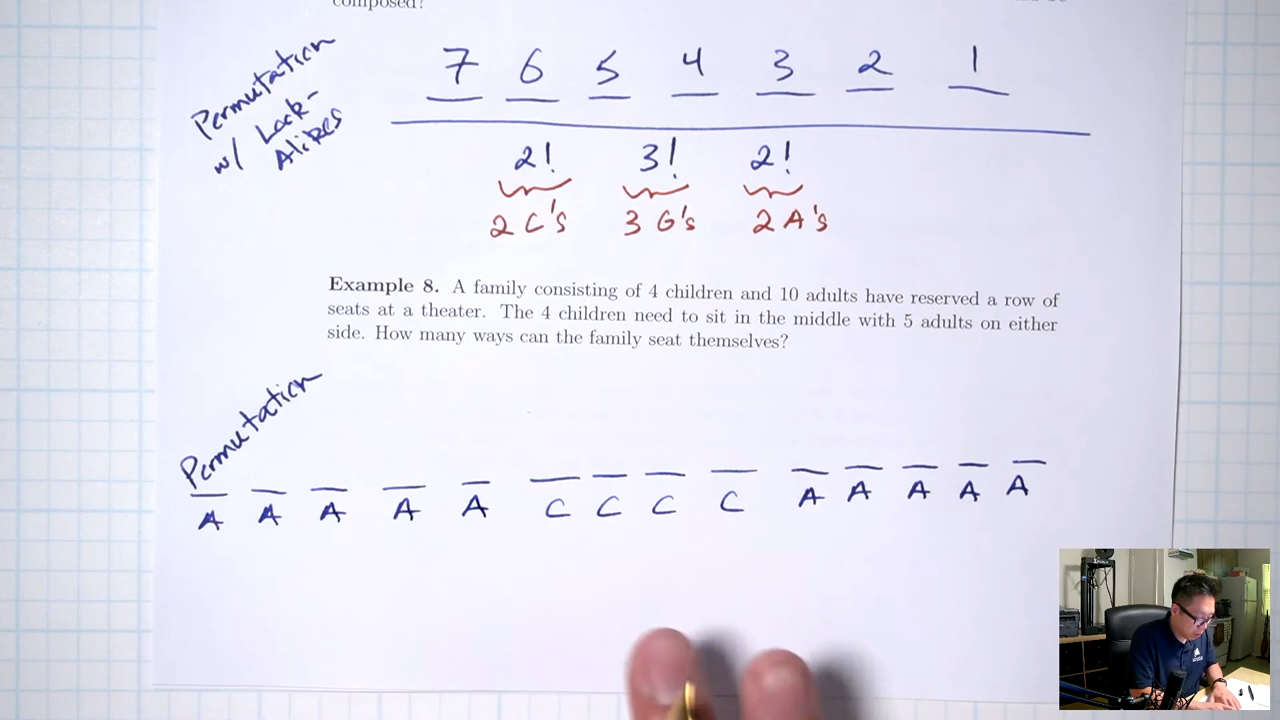 composed?
Permutation
w/ Look-
Alikes
7 6 5 4 3 2 1
2! 3! 2!
2 C's 3 G's 2 A's
Example 8. A family consisting of 4 children and 10 adults have reserved a row of
seats at a theater. The 4 children need to sit in the middle with 5 adults on either
side. How many ways can the family seat themselves?
Permutation
A A A A A C C C C A A A A A